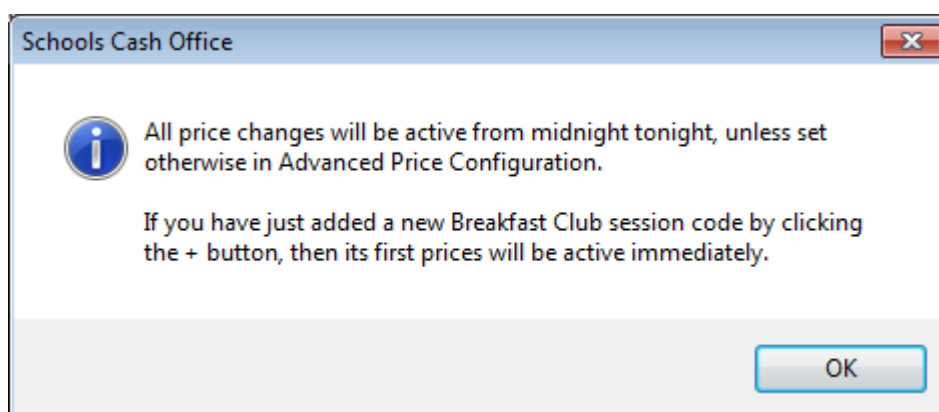 Schools Cash Office
All price changes will be active from midnight tonight, unless set
otherwise in Advanced Price Configuration.
If you have just added a new Breakfast Club session code by clicking
the + button, then its first prices will be active immediately.
OK